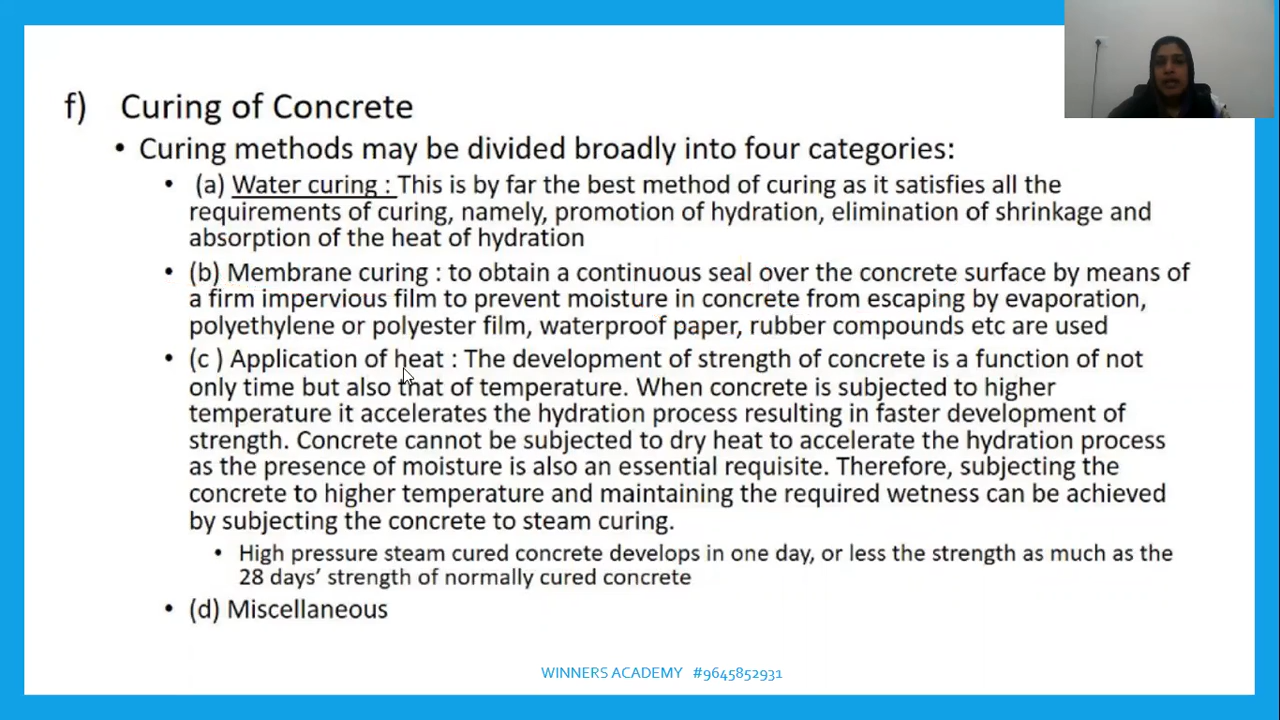 f) Curing of Concrete
• Curing methods may be divided broadly into four categories:
• (a) Water curing : This is by far the best method of curing as it satisfies all the
requirements of curing, namely, promotion of hydration, elimination of shrinkage and
absorption of the heat of hydration
• (b) Membrane curing : to obtain a continuous seal over the concrete surface by means of
a firm impervious film to prevent moisture in concrete from escaping by evaporation,
polyethylene or polyester film, waterproof paper, rubber compounds etc are used
• (c ) Application of heat : The development of strength of concrete is a function of not
only time but also that of temperature. When concrete is subjected to higher
temperature it accelerates the hydration process resulting in faster development of
strength. Concrete cannot be subjected to dry heat to accelerate the hydration process
as the presence of moisture is also an essential requisite. Therefore, subjecting the
concrete to higher temperature and maintaining the required wetness can be achieved
by subjecting the concrete to steam curing.
• High pressure steam cured concrete develops in one day, or less the strength as much as the
28 days’ strength of normally cured concrete
• (d) Miscellaneous
WINNERS ACADEMY #9645852931